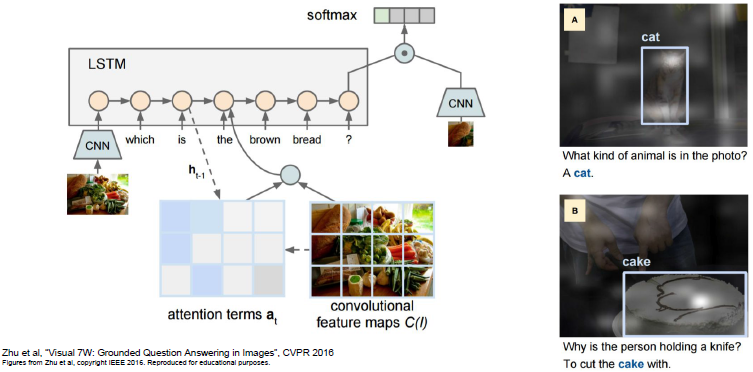 softmax
LSTM
CNN
which is the brown bread ?
CNN
h t-1
attention terms a t
convolutional
feature maps C(I)
A
cat
What kind of animal is in the photo?
A cat.
B
cake
Why is the person holding a knife?
To cut the cake with.
Zhu et al, "Visual 7W: Grounded Question Answering in Images", CVPR 2016
Figures from Zhu et al, copyright IEEE 2016. Reproduced for educational purposes.